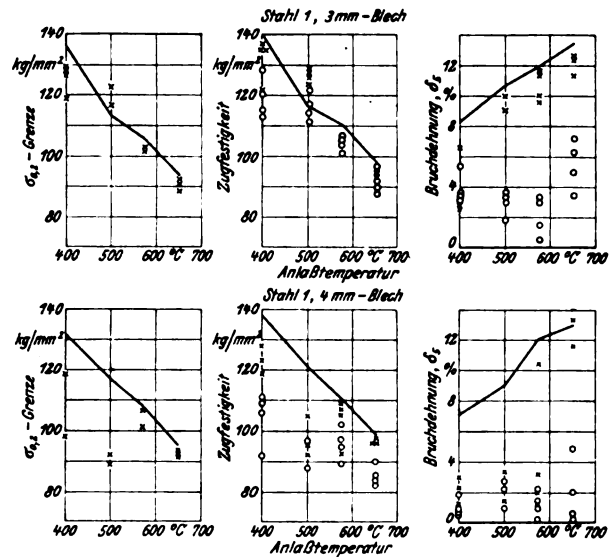 Stahl 1, 3mm-Blech
140
kg/mm²
120
100
80
σ0,2-Grenze
400 500 600 °C 700
140
kg/mm²
120
100
80
Zugfestigkeit
400 500 600 °C 700
Anlaßtemperatur
12
%
8
4
0
Bruchdehnung, δ5
400 500 600 °C 700
Stahl 1, 4mm-Blech
140
kg/mm²
120
100
80
σ0,2-Grenze
400 500 600 °C 700
140
kg/mm²
120
100
80
Zugfestigkeit
400 500 600 °C 700
Anlaßtemperatur
12
%
8
4
0
Bruchdehnung, δ5
400 500 600 °C 700